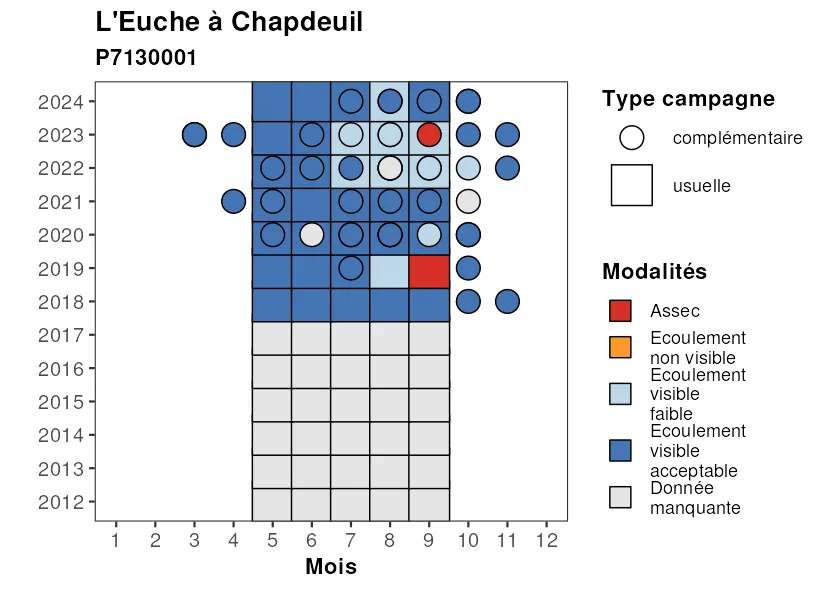 L'Euche à Chapdeuil
P7130001
2024
2023
2022
2021
2020
2019
2018
2017
2016
2015
2014
2013
2012
1 2 3 4 5 6 7 8 9 10 11 12
Mois
Type campagne
complémentaire
usuelle
Modalités
Assec
Ecoulement
non visible
Ecoulement
visible
faible
Ecoulement
visible
acceptable
Donnée
manquante